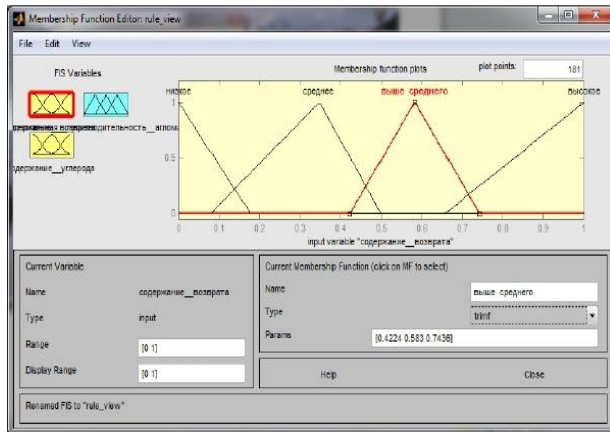 Membership Function Editor: rule_view
File Edit View
FIS Variables
содержание__углерода
Membership function plots
plot points:
181
низкое
среднее
выше среднего
высокое
1
0.5
0
0 0.1 0.2 0.3 0.4 0.5 0.6 0.7 0.8 0.9 1
input variable "содержание__возврата"
Current Variable
Name содержание__возврата
Type input
Range [0 1]
Display Range [0 1]
Current Membership Function (click on MF to select)
Name выше среднего
Type trimf
Params [0.4224 0.583 0.7436]
Help Close
Renamed FIS to "rule_view"